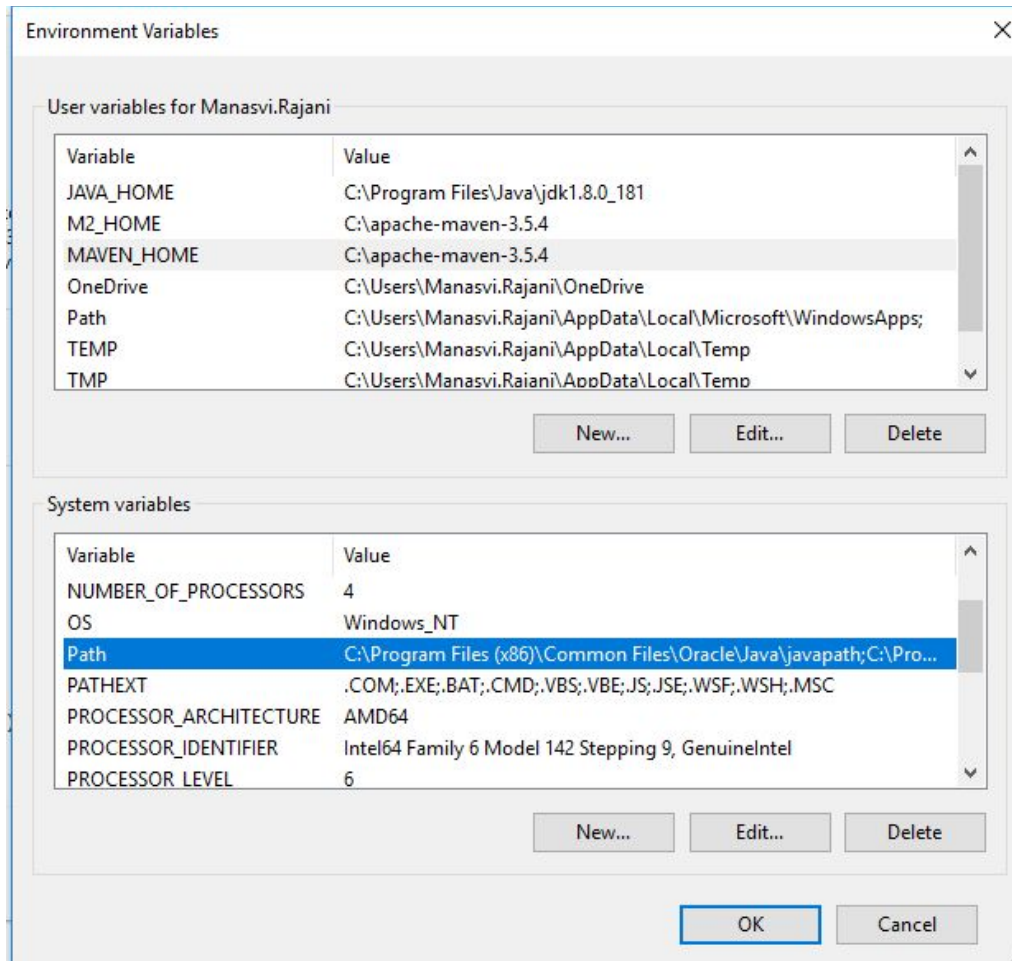 Environment Variables
User variables for Manasvi.Rajani
Variable Value
JAVA_HOME C:\Program Files\Java\jdk1.8.0_181
M2_HOME C:\apache-maven-3.5.4
MAVEN_HOME C:\apache-maven-3.5.4
OneDrive C:\Users\Manasvi.Rajani\OneDrive
Path C:\Users\Manasvi.Rajani\AppData\Local\Microsoft\WindowsApps;
TEMP C:\Users\Manasvi.Rajani\AppData\Local\Temp
TMP C:\Users\Manasvi.Rajani\AppData\Local\Temp
New... Edit... Delete
System variables
Variable Value
NUMBER_OF_PROCESSORS 4
OS Windows_NT
Path C:\Program Files (x86)\Common Files\Oracle\Java\javapath;C:\Pro...
PATHEXT .COM;.EXE;.BAT;.CMD;.VBS;.VBE;.JS;.JSE;.WSF;.WSH;.MSC
PROCESSOR_ARCHITECTURE AMD64
PROCESSOR_IDENTIFIER Intel64 Family 6 Model 142 Stepping 9, GenuineIntel
PROCESSOR_LEVEL 6
New... Edit... Delete
OK Cancel